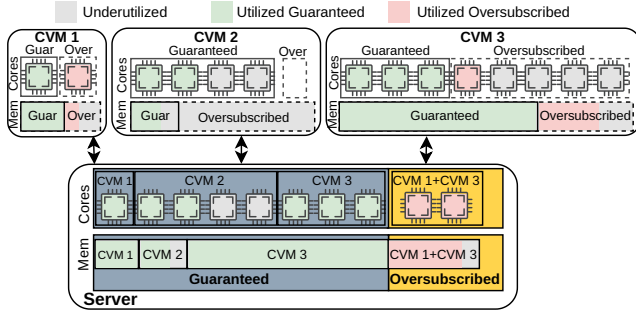 Underutilized Utilized Guaranteed Utilized Oversubscribed
CVM 1
Guar Over
Cores
Mem
Guar Over
CVM 2
Guaranteed Over
Cores
Mem
Guar Oversubscribed
CVM 3
Guaranteed Oversubscribed
Cores
Mem
Guaranteed Oversubscribed
CVM 1 CVM 2 CVM 3 CVM 1+CVM 3
Cores
Mem
CVM 1 CVM 2 CVM 3 CVM 1+CVM 3
Guaranteed Oversubscribed
Server